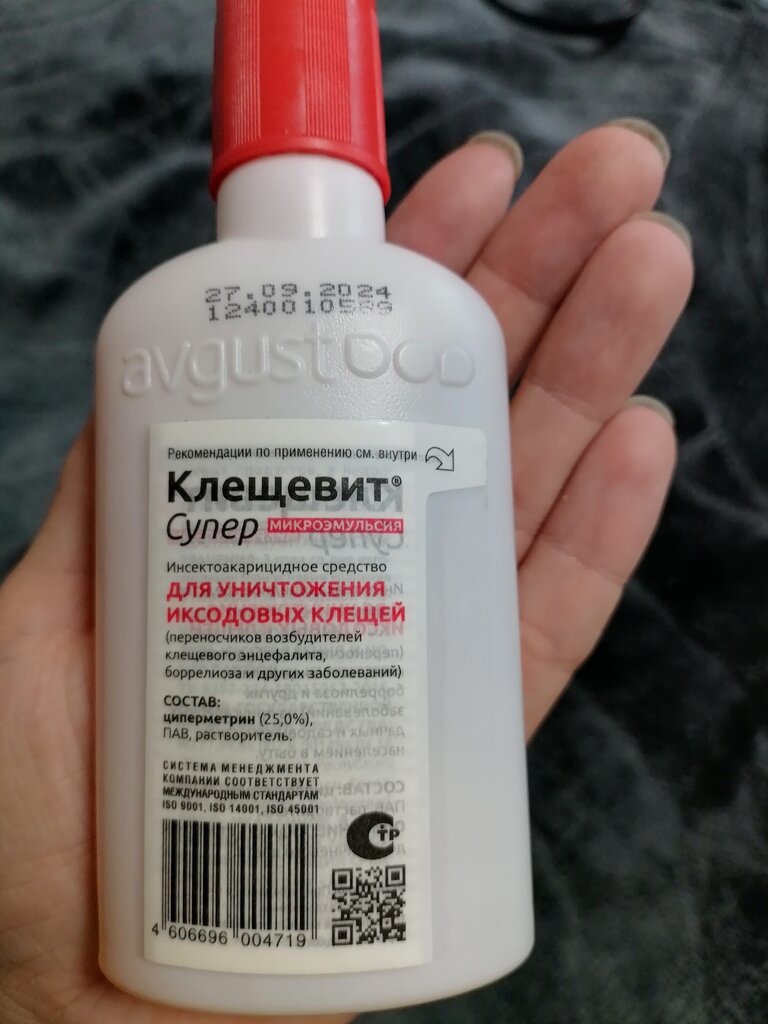 27.09.2024
1240010569
avgust
Рекомендации по применению см. внутри
Клещевит®
Супер МИКРОЭМУЛЬСИЯ
Инсектоакарицидное средство
ДЛЯ УНИЧТОЖЕНИЯ
ИКСОДОВЫХ КЛЕЩЕЙ
(переносчиков возбудителей
клещевого энцефалита,
боррелиоза и других заболеваний)
СОСТАВ:
циперметрин (25,0%),
ПАВ, растворитель.
СИСТЕМА МЕНЕДЖМЕНТА
КОМПАНИИ СООТВЕТСТВУЕТ
МЕЖДУНАРОДНЫМ СТАНДАРТАМ
ISO 9001, ISO 14001, ISO 45001
СТР
4 606696 004719